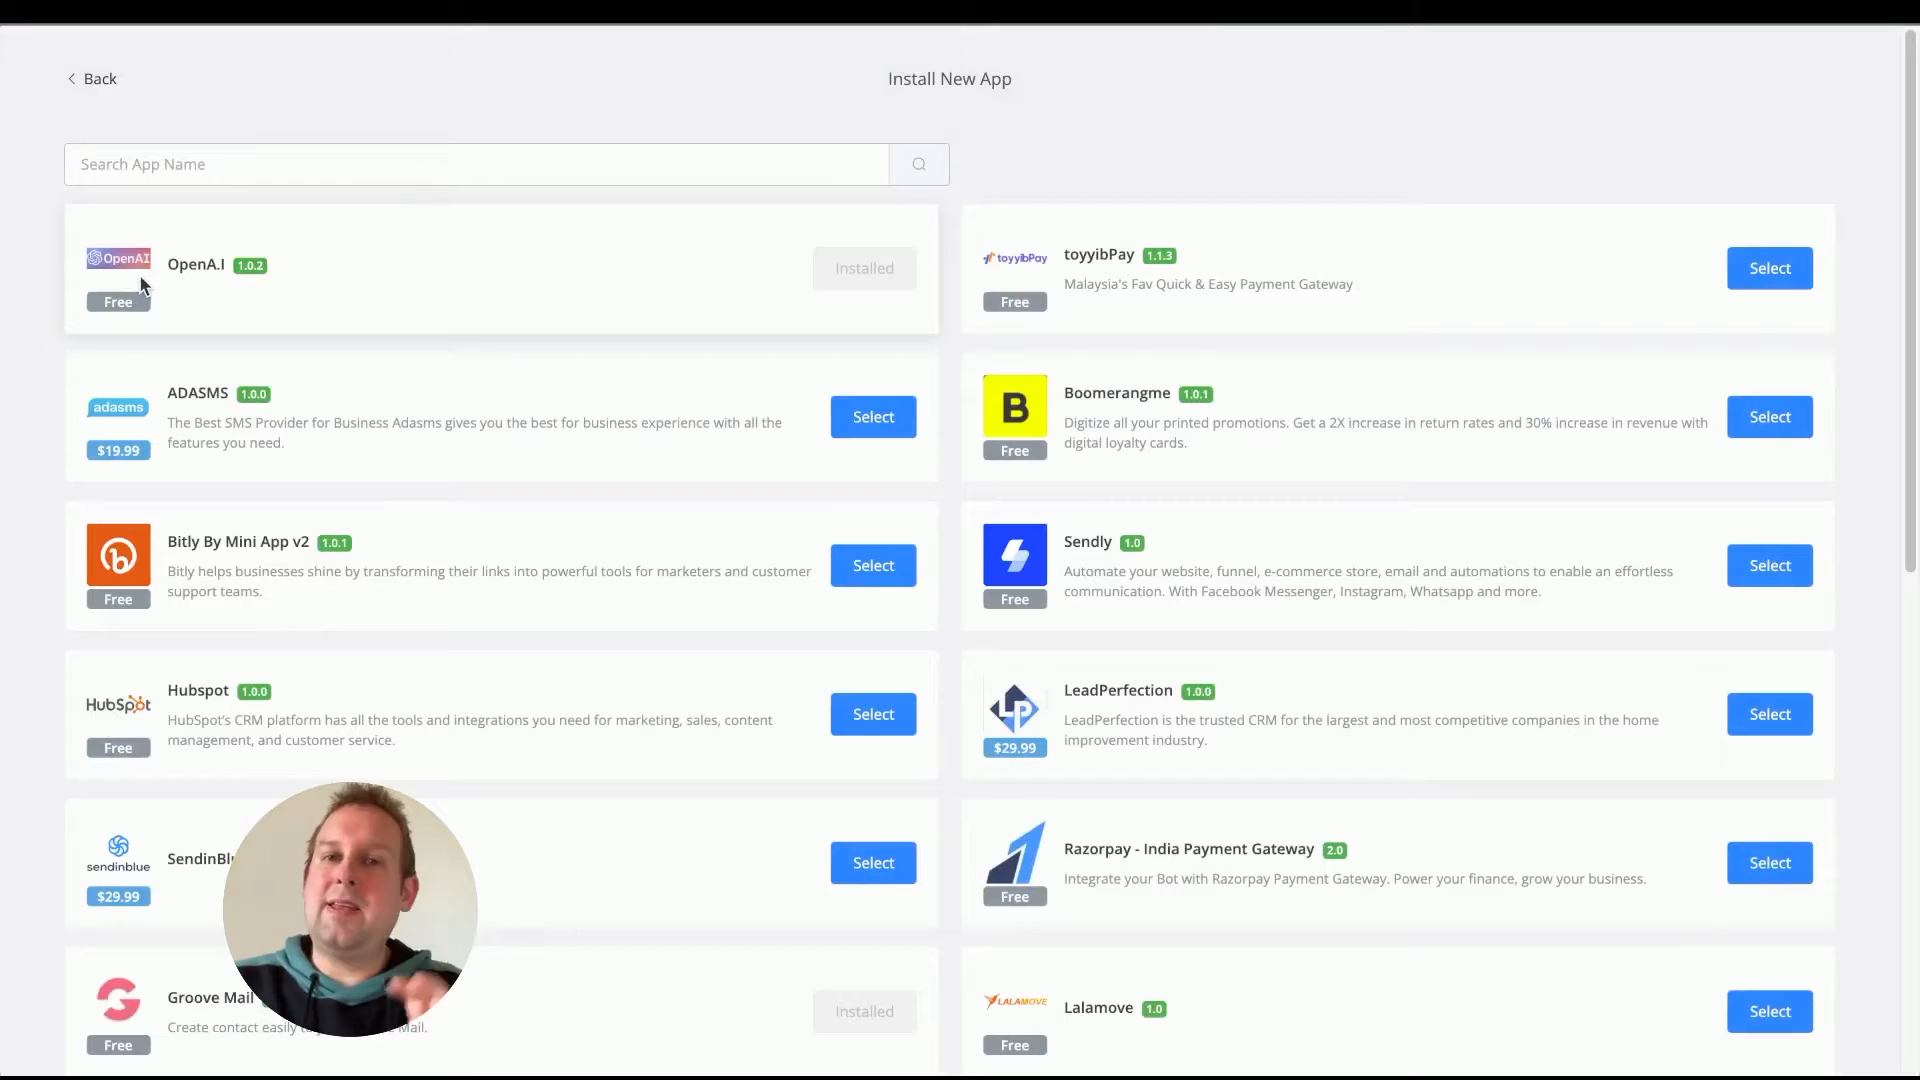 Back
Install New App
Search App Name
OpenAI
OpenA.I 1.0.2
Free
Installed
toyyibPay
toyyibPay 1.1.3
Malaysia's Fav Quick & Easy Payment Gateway
Free
Select
adasms
ADASMS 1.0.0
The Best SMS Provider for Business Adasms gives you the best for business experience with all the
features you need.
$19.99
Select
B
Boomerangme 1.0.1
Digitize all your printed promotions. Get a 2X increase in return rates and 30% increase in revenue with
digital loyalty cards.
Free
Select
Bitly By Mini App v2 1.0.1
Bitly helps businesses shine by transforming their links into powerful tools for marketers and customer
support teams.
Free
Select
Sendly 1.0
Automate your website, funnel, e-commerce store, email and automations to enable an effortless
communication. With Facebook Messenger, Instagram, Whatsapp and more.
Free
Select
HubSpot
Hubspot 1.0.0
HubSpot's CRM platform has all the tools and integrations you need for marketing, sales, content
management, and customer service.
Free
Select
LP
LeadPerfection 1.0.0
LeadPerfection is the trusted CRM for the largest and most competitive companies in the home
improvement industry.
$29.99
Select
sendinblue
SendinBl
$29.99
Select
Razorpay - India Payment Gateway 2.0
Integrate your Bot with Razorpay Payment Gateway. Power your finance, grow your business.
Free
Select
Groove Mail
Create contact easily Mail.
Free
Installed
LALAMOVE
Lalamove 1.0
Free
Select